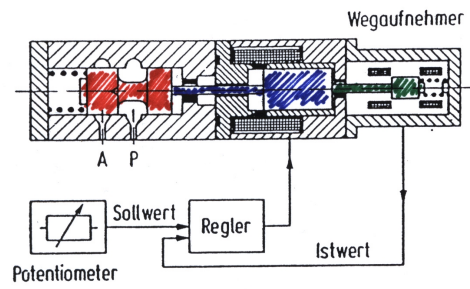 Wegaufnehmer
A P
Sollwert
Regler
Istwert
Potentiometer